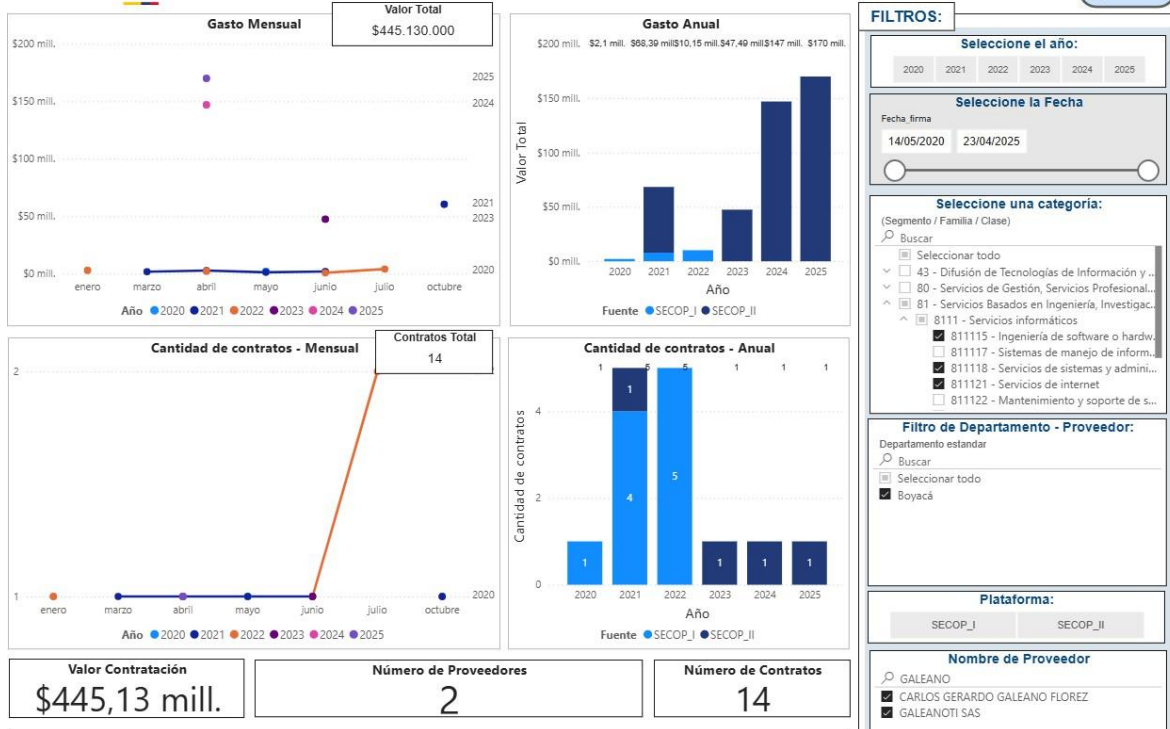 Gasto Mensual
Valor Total
$445.130.000
$200 mill.
$150 mill.
$100 mill.
$50 mill.
$0 mill.
2025
2024
2021
2023
2020
enero marzo abril mayo junio julio octubre
Año 2020 2021 2022 2023 2024 2025
Gasto Anual
$200 mill. $2,1 mill. $68,39 mill $10,15 mill. $47,49 mill $147 mill. $170 mill.
$150 mill.
$100 mill.
$50 mill.
$0 mill.
Valor Total
2020 2021 2022 2023 2024 2025
Año
Fuente SECOP_I SECOP_II
Cantidad de contratos - Mensual
Contratos Total
14
2
1
2020
enero marzo abril mayo junio julio octubre
Año 2020 2021 2022 2023 2024 2025
Cantidad de contratos - Anual
1 5 5 1 1 1
4
2
0
Cantidad de contratos
1 4 1 5 1 1 1
2020 2021 2022 2023 2024 2025
Año
Fuente SECOP_I SECOP_II
Valor Contratación
$445,13 mill.
Número de Proveedores
2
Número de Contratos
14
FILTROS:
Seleccione el año:
2020 2021 2022 2023 2024 2025
Seleccione la Fecha
Fecha_firma
14/05/2020 23/04/2025
Seleccione una categoría:
(Segmento / Familia / Clase)
Buscar
Seleccionar todo
43 - Difusión de Tecnologías de Información y ...
80 - Servicios de Gestión, Servicios Profesional...
81 - Servicios Basados en Ingeniería, Investigac...
8111 - Servicios informáticos
811115 - Ingeniería de software o hardw...
811117 - Sistemas de manejo de inform...
811118 - Servicios de sistemas y admini...
811121 - Servicios de internet
811122 - Mantenimiento y soporte de s...
Filtro de Departamento - Proveedor:
Departamento estandar
Buscar
Seleccionar todo
Boyacá
Plataforma:
SECOP_I SECOP_II
Nombre de Proveedor
GALEANO
CARLOS GERARDO GALEANO FLOREZ
GALEANOTI SAS